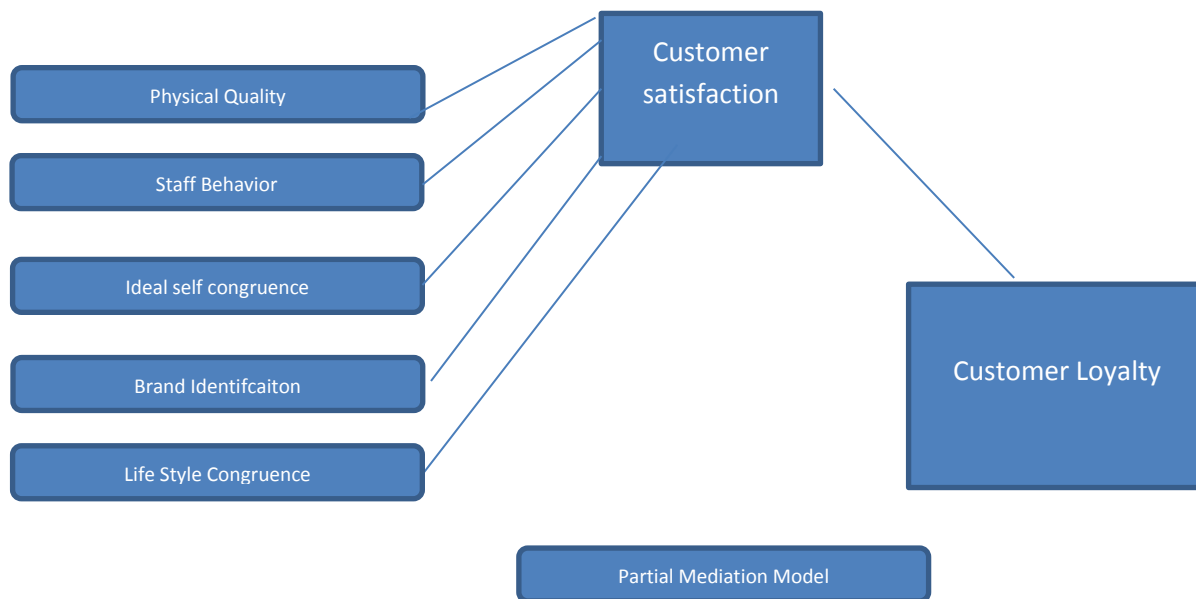 Customer
satisfaction
Physical Quality
Staff Behavior
Ideal self congruence
Brand Identifcaiton
Customer Loyalty
Life Style Congruence
Partial Mediation Model